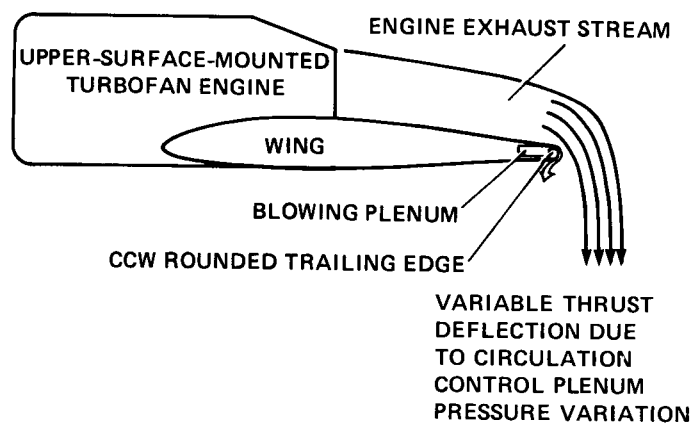 ENGINE EXHAUST STREAM
UPPER-SURFACE-MOUNTED
TURBOFAN ENGINE
WING
BLOWING PLENUM
CCW ROUNDED TRAILING EDGE
VARIABLE THRUST
DEFLECTION DUE
TO CIRCULATION
CONTROL PLENUM
PRESSURE VARIATION